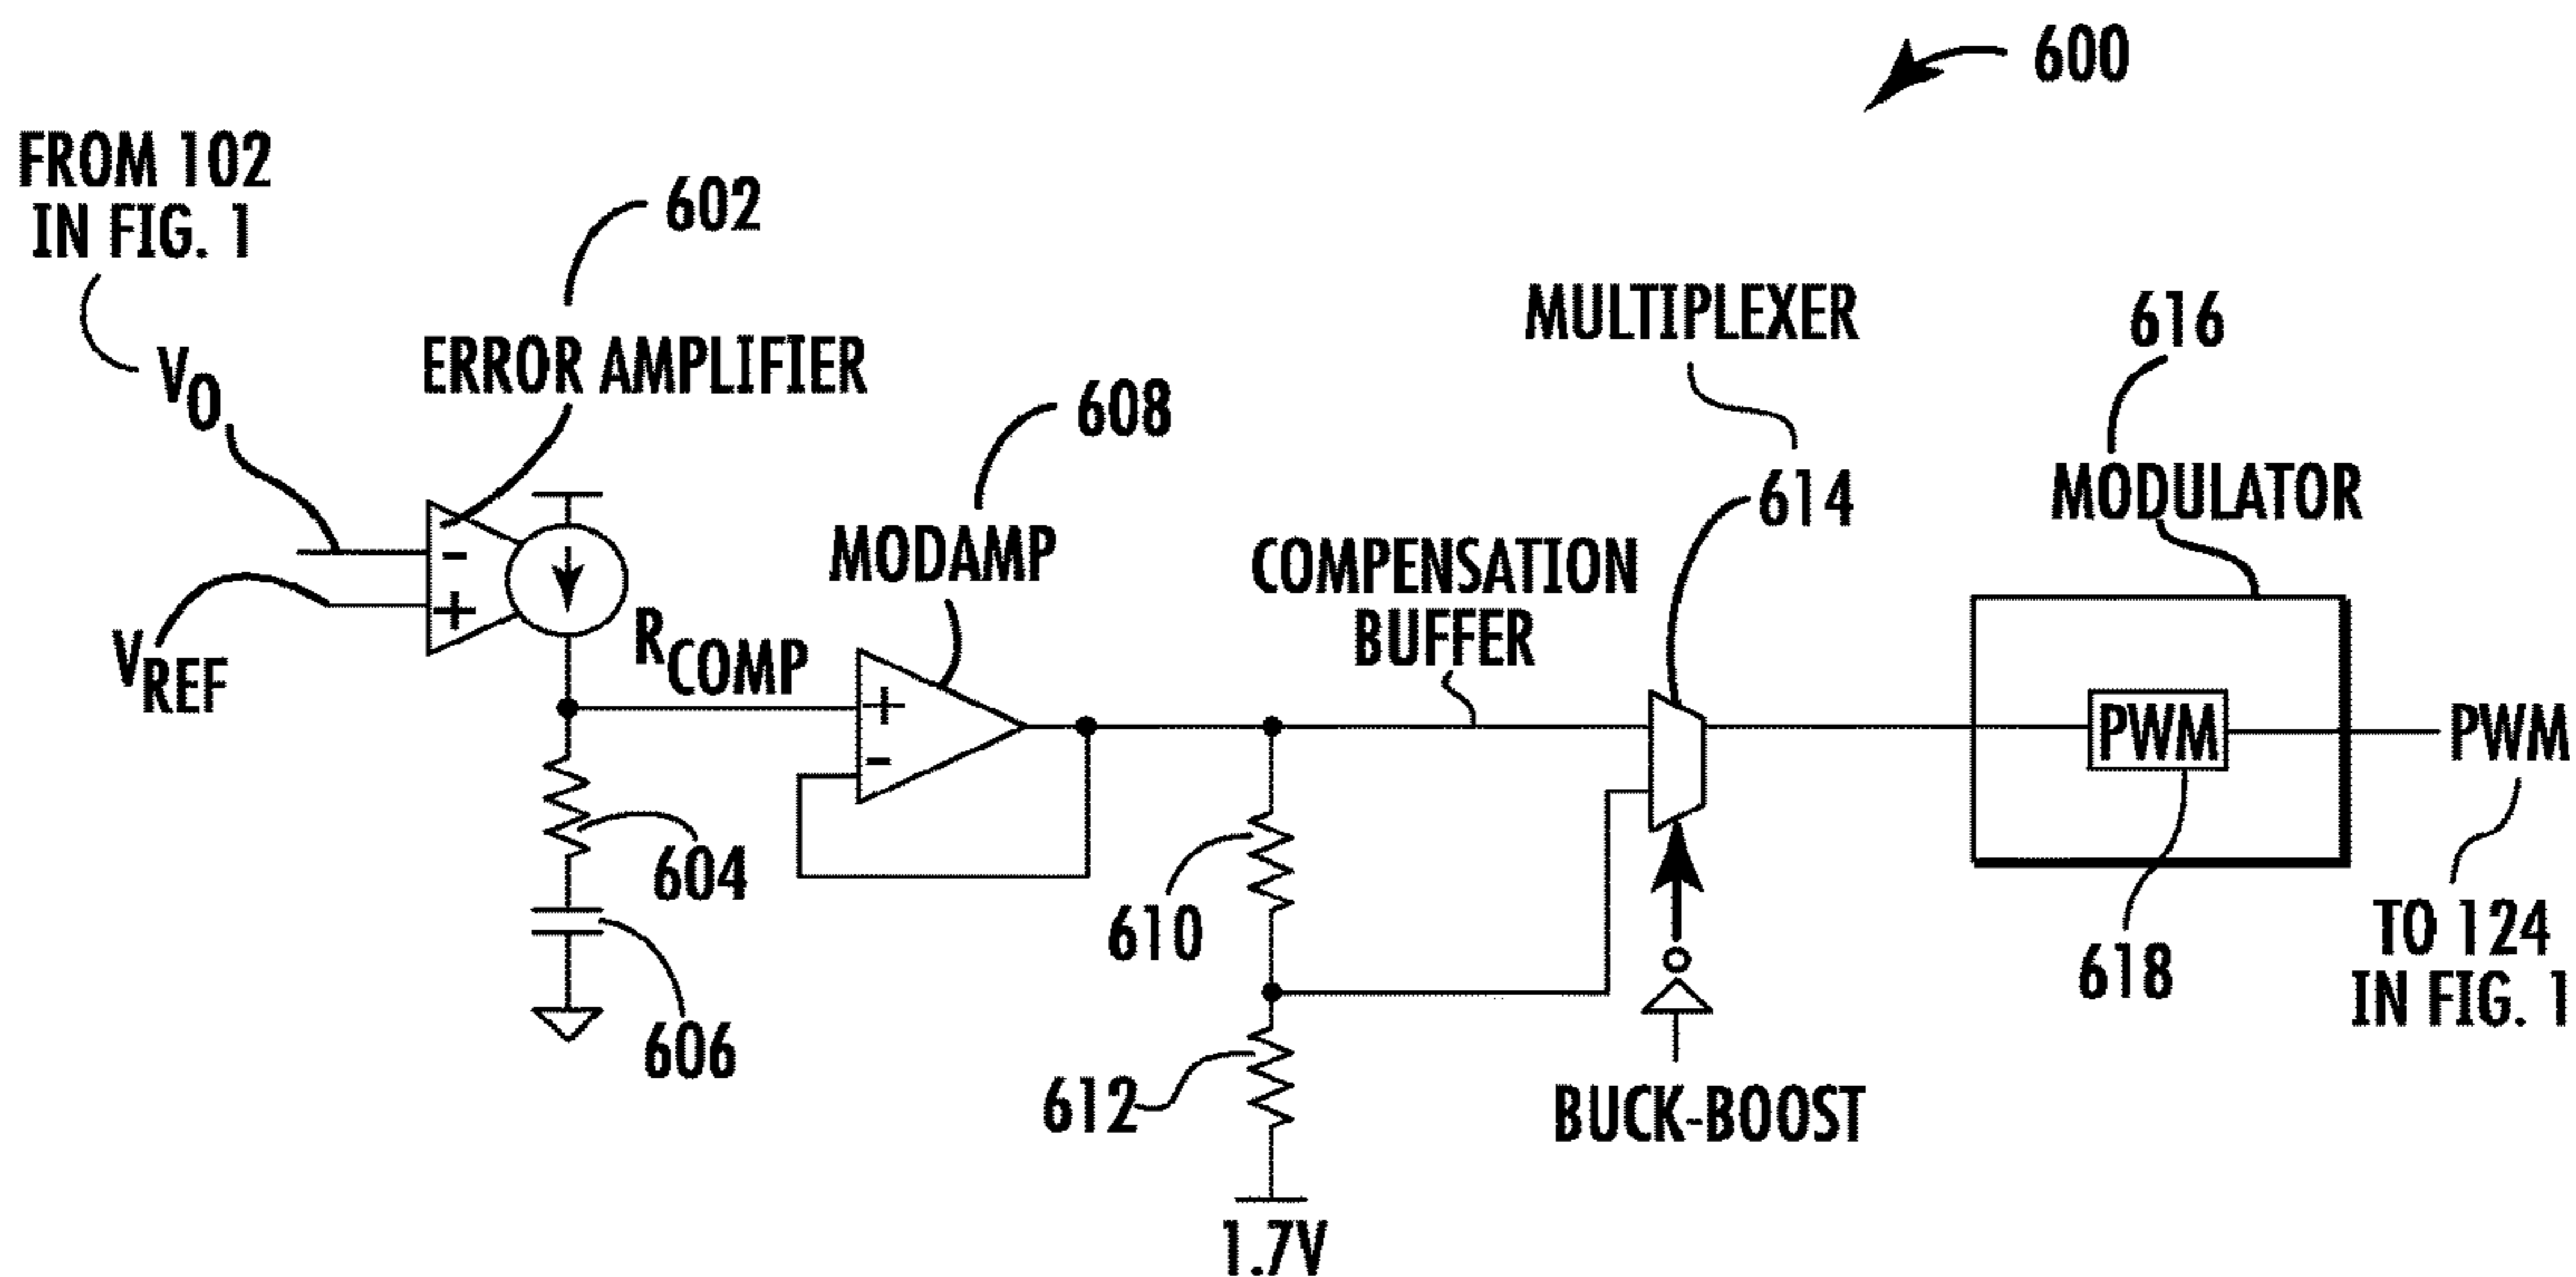 600
FROM 102
IN FIG. 1
602
ERROR AMPLIFIER
VO
VREF
-
+
608
MODAMP
RCOMP
+
-
604
606
COMPENSATION
BUFFER
610
612
1.7V
MULTIPLEXER
614
BUCK-BOOST
616
MODULATOR
PWM
618
PWM
TO 124
IN FIG. 1